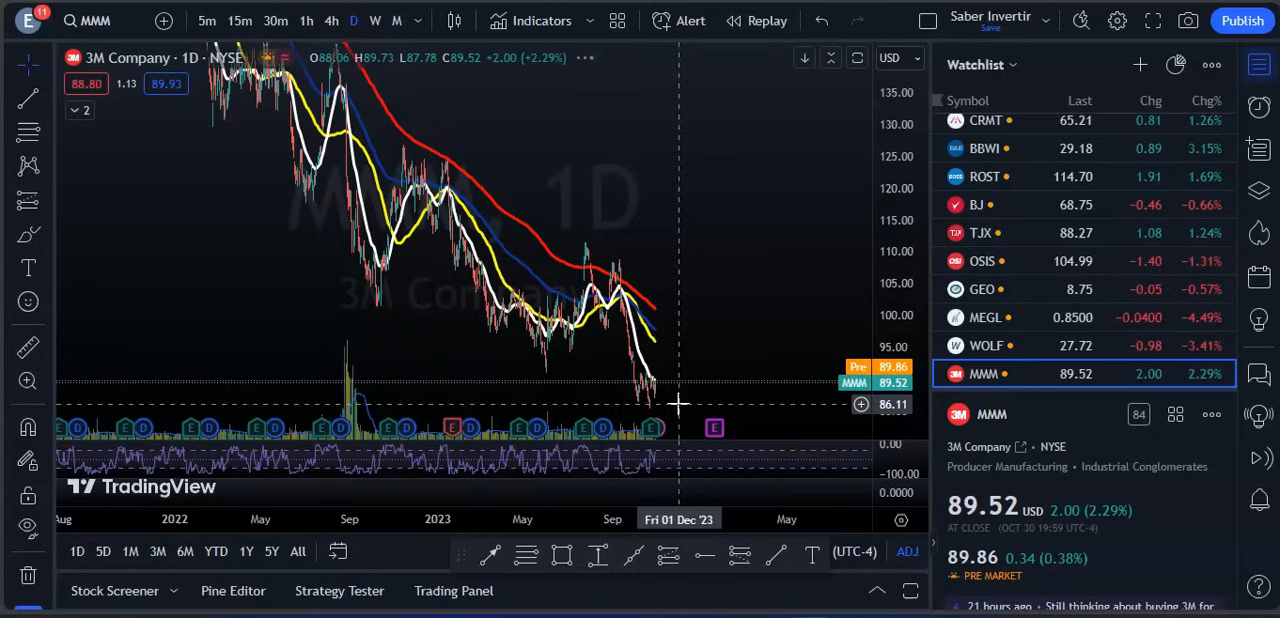 E 11 MMM 5m 15m 30m 1h 4h D W M Indicators Alert Replay Saber Invertir Save Publish
3M 3M Company · 1D · NYSE O88.06 H89.73 L87.78 C89.52 +2.00 (+2.29%) USD
88.80 1.13 89.93
2
MMM, 1D
3M Company
135.00
130.00
125.00
120.00
115.00
110.00
105.00
100.00
95.00
Pre 89.86
MMM 89.52
86.11
E D E D E D E D E D E D E D E D E D E E
0.00
−100.00
0.0000
TradingView
Aug 2022 May Sep 2023 May Sep Fri 01 Dec '23 May
1D 5D 1M 3M 6M YTD 1Y 5Y All (UTC-4) ADJ
Stock Screener Pine Editor Strategy Tester Trading Panel
Watchlist
Symbol Last Chg Chg%
CRMT 65.21 0.81 1.26%
BBWI 29.18 0.89 3.15%
ROST 114.70 1.91 1.69%
BJ 68.75 −0.46 −0.66%
TJX 88.27 1.08 1.24%
OSIS 104.99 −1.40 −1.31%
GEO 8.75 −0.05 −0.57%
MEGL 0.8500 −0.0400 −4.49%
WOLF 27.72 −0.98 −3.41%
3M MMM 89.52 2.00 2.29%
3M MMM 84
3M Company · NYSE
Producer Manufacturing • Industrial Conglomerates
89.52 USD 2.00 (2.29%)
AT CLOSE (OCT 30 19:59 UTC-4)
89.86 0.34 (0.38%)
PRE MARKET
21 hours ago • Still thinking about buying 3M for